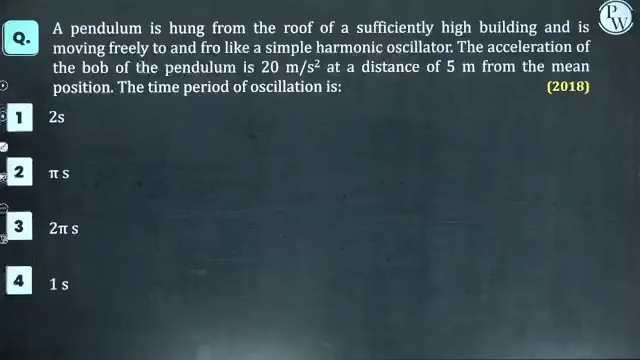 PW
Q.
A pendulum is hung from the roof of a sufficiently high building and is
moving freely to and fro like a simple harmonic oscillator. The acceleration of
the bob of the pendulum is 20 m/s² at a distance of 5 m from the mean
position. The time period of oscillation is:
(2018)
1 2s
2 π s
3 2π s
4 1 s